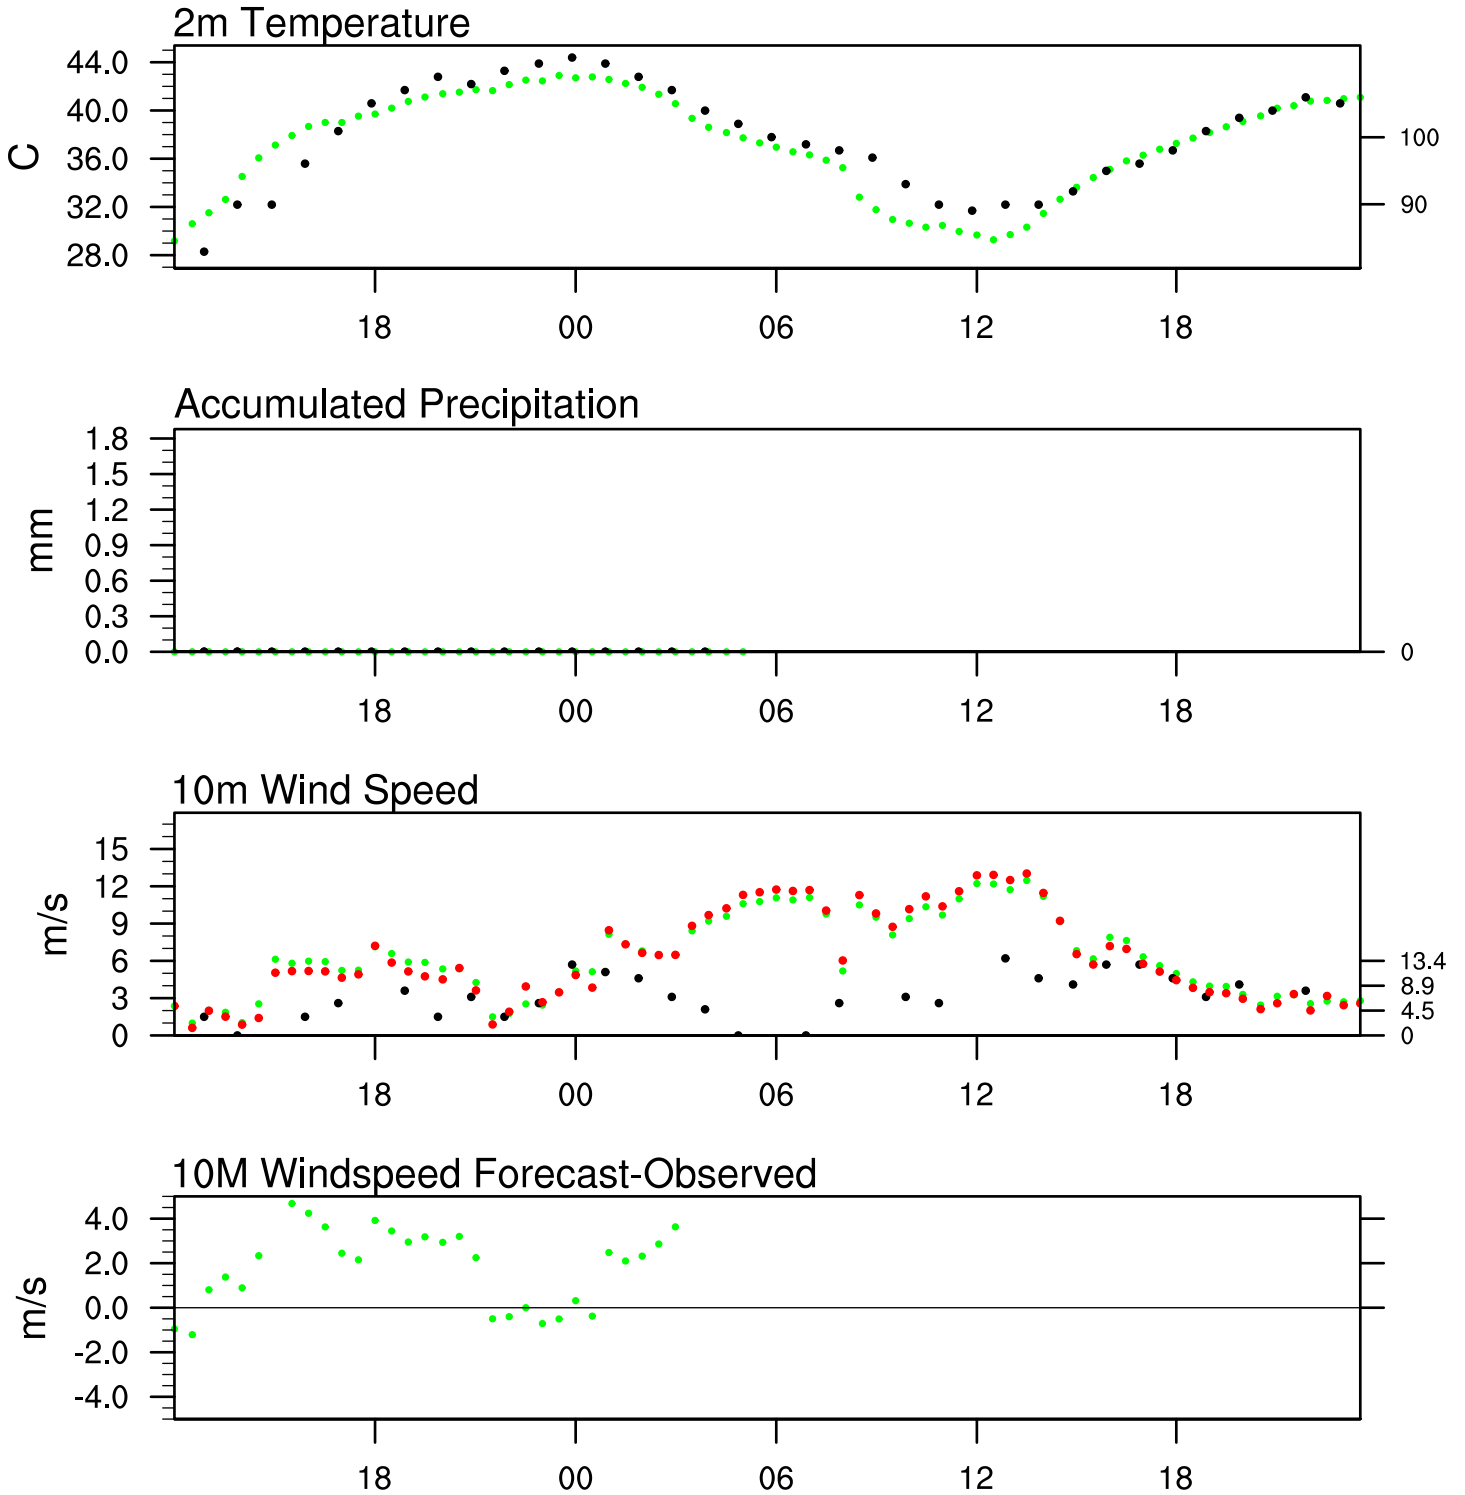 2m Temperature
44.0
40.0
36.0
32.0
28.0
C
100
90
18 00 06 12 18
Accumulated Precipitation
1.8
1.5
1.2
0.9
0.6
0.3
0.0
mm
0
18 00 06 12 18
10m Wind Speed
15
12
9
6
3
0
m/s
13.4
8.9
4.5
0
18 00 06 12 18
10M Windspeed Forecast-Observed
4.0
2.0
0.0
-2.0
-4.0
m/s
18 00 06 12 18